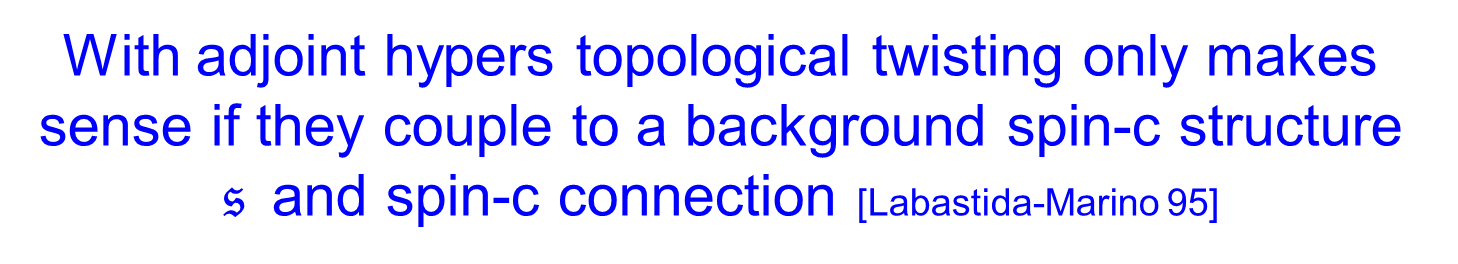 With adjoint hypers topological twisting only makes
sense if they couple to a background spin-c structure
𝔰 and spin-c connection [Labastida-Marino 95]